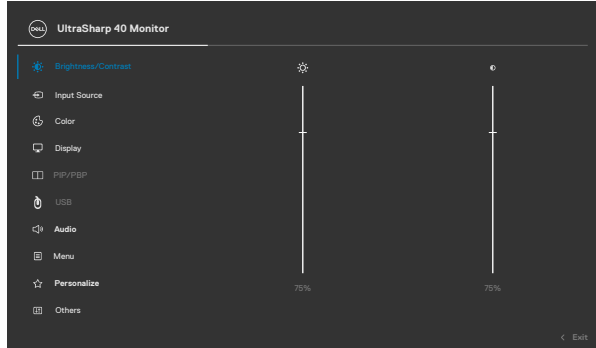 DELL UltraSharp 40 Monitor
Brightness/Contrast
Input Source
Color
Display
PIP/PBP
USB
Audio
Menu
Personalize
75% 75%
Others
Exit